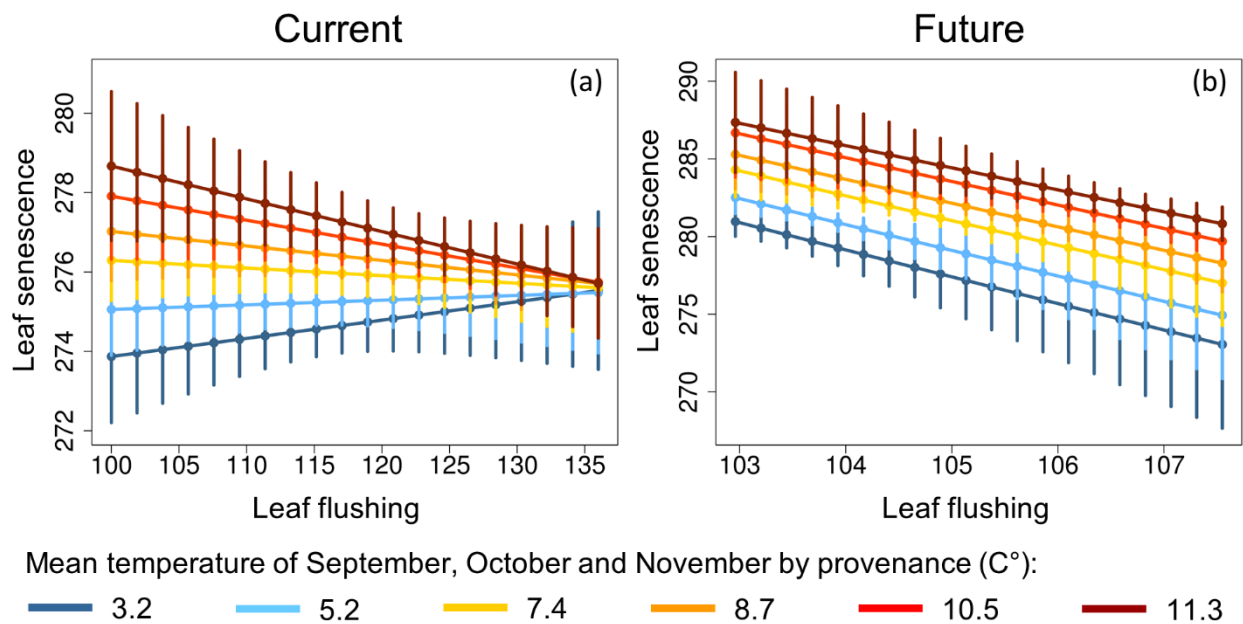 Current Future
(a) (b)
Leaf senescence
280
278
276
274
272
100 105 110 115 120 125 130 135
Leaf flushing
Leaf senescence
290
285
280
275
270
103 104 105 106 107
Leaf flushing
Mean temperature of September, October and November by provenance (C°):
3.2 5.2 7.4 8.7 10.5 11.3